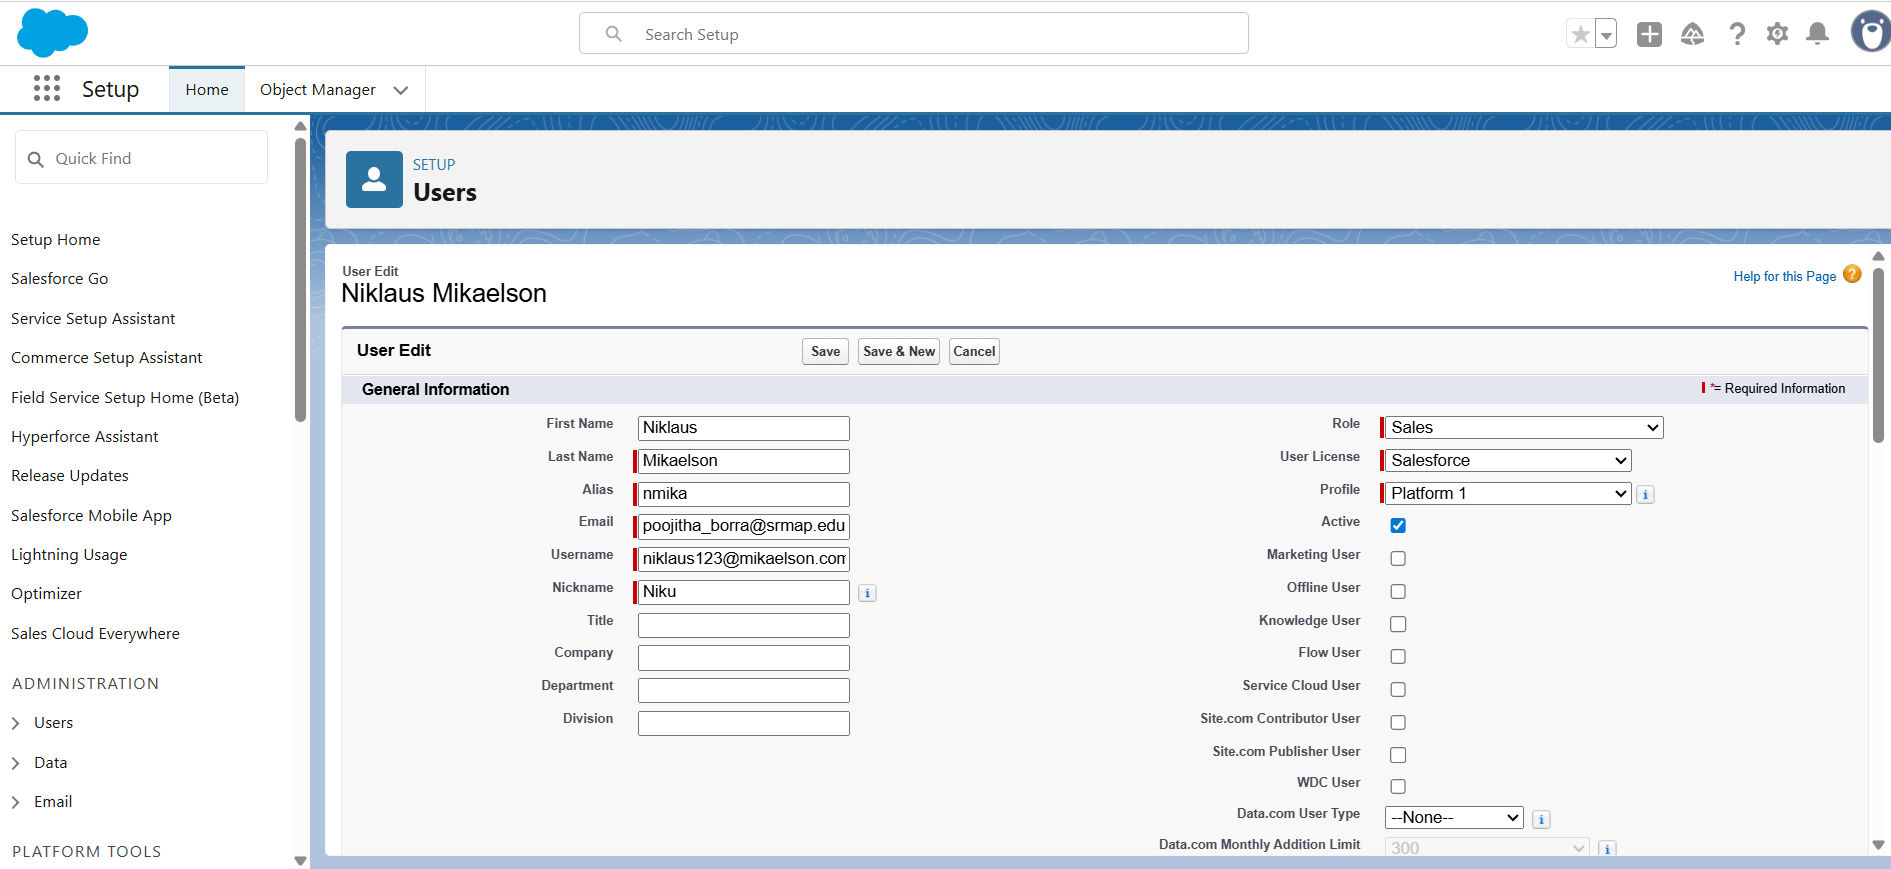 Search Setup
Setup
Home
Object Manager
Quick Find
Setup Home
Salesforce Go
Service Setup Assistant
Commerce Setup Assistant
Field Service Setup Home (Beta)
Hyperforce Assistant
Release Updates
Salesforce Mobile App
Lightning Usage
Optimizer
Sales Cloud Everywhere
ADMINISTRATION
Users
Data
Email
PLATFORM TOOLS
SETUP
Users
User Edit
Niklaus Mikaelson
Help for this Page ?
User Edit
Save
Save & New
Cancel
General Information
*= Required Information
First Name Niklaus
Last Name Mikaelson
Alias nmika
Email poojitha_borra@srmap.edu
Username niklaus123@mikaelson.com
Nickname Niku i
Title
Company
Department
Division
Role Sales
User License Salesforce
Profile Platform 1 i
Active
Marketing User
Offline User
Knowledge User
Flow User
Service Cloud User
Site.com Contributor User
Site.com Publisher User
WDC User
Data.com User Type --None-- i
Data.com Monthly Addition Limit 300 i